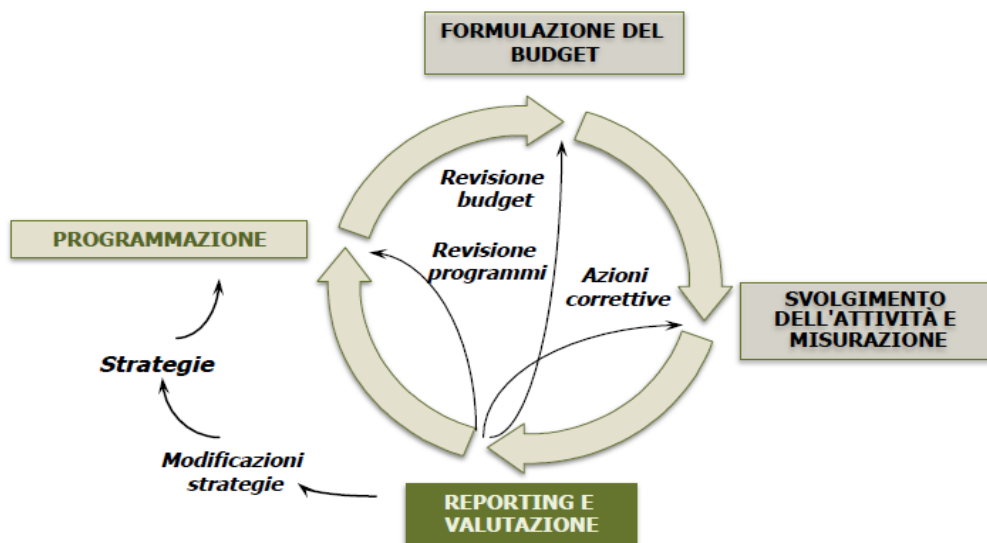 FORMULAZIONE DEL
BUDGET
Revisione
budget
PROGRAMMAZIONE
Revisione
programmi
Azioni
correttive
SVOLGIMENTO
DELL'ATTIVITÀ E
MISURAZIONE
Strategie
Modificazioni
strategie
REPORTING E
VALUTAZIONE